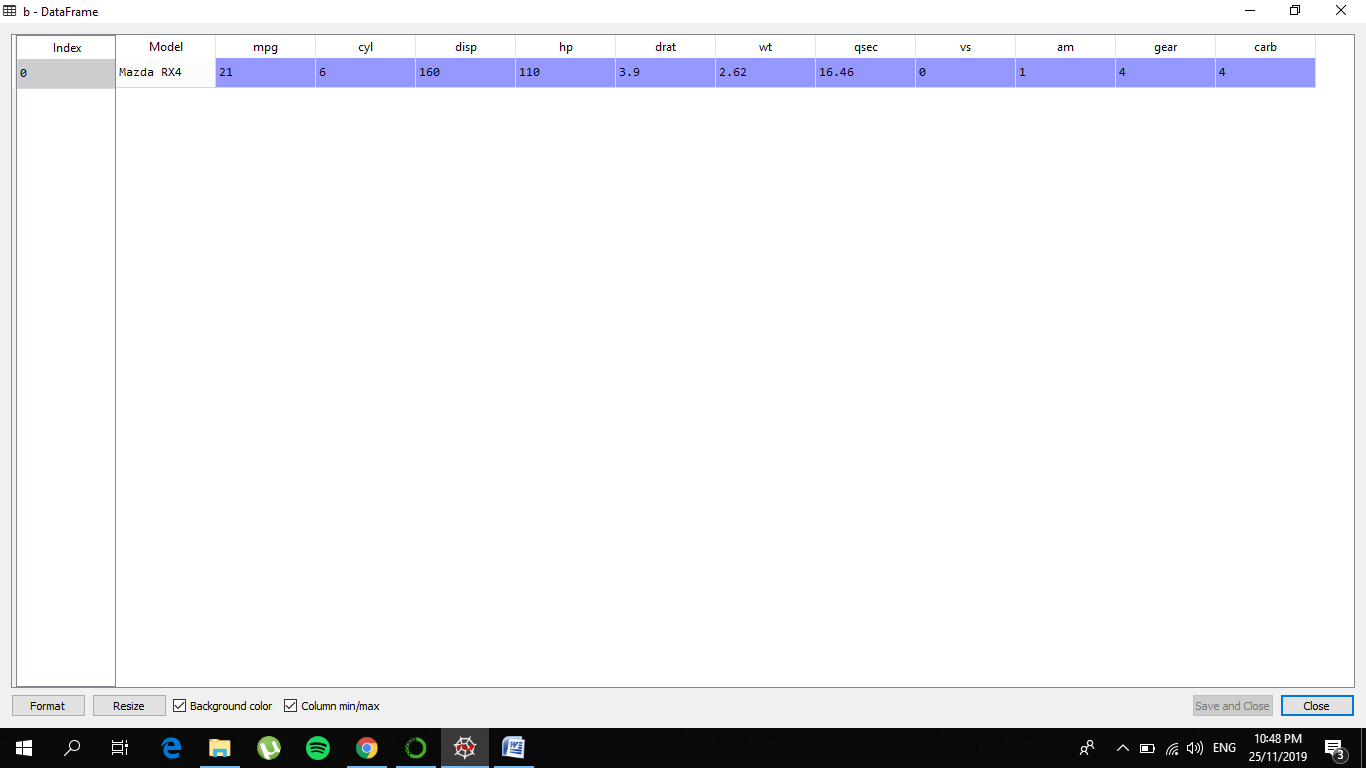 b - DataFrame
Index Model mpg cyl disp hp drat wt qsec vs am gear carb
0 Mazda RX4 21 6 160 110 3.9 2.62 16.46 0 1 4 4
Format Resize Background color Column min/max Save and Close Close
ENG 10:48 PM
25/11/2019 3